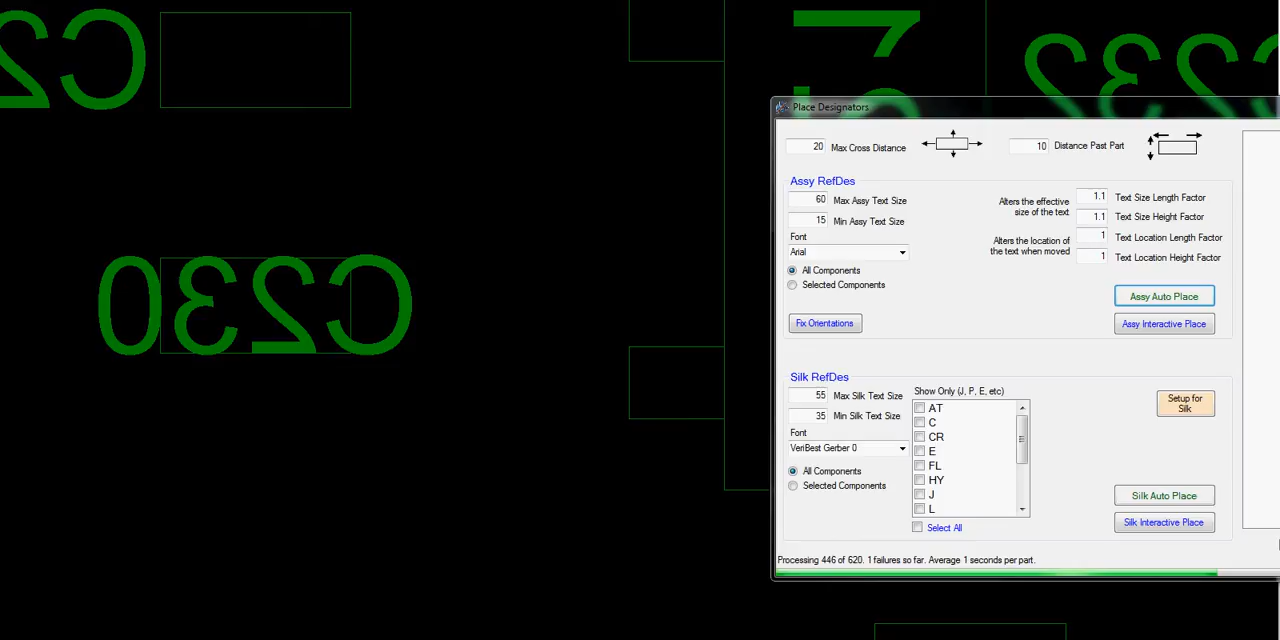 C2
C232
C230
Place Designators
20 Max Cross Distance
10 Distance Past Part
Assy RefDes
60 Max Assy Text Size
15 Min Assy Text Size
Font
Arial
All Components
Selected Components
Fix Orientations
Alters the effective
size of the text
1.1 Text Size Length Factor
1.1 Text Size Height Factor
Alters the location of
the text when moved
1 Text Location Length Factor
1 Text Location Height Factor
Assy Auto Place
Assy Interactive Place
Silk RefDes
55 Max Silk Text Size
35 Min Silk Text Size
Font
VeriBest Gerber 0
All Components
Selected Components
Show Only (J, P, E, etc)
AT
C
CR
E
FL
HY
J
L
Select All
Setup for
Silk
Silk Auto Place
Silk Interactive Place
Processing 446 of 620. 1 failures so far. Average 1 seconds per part.